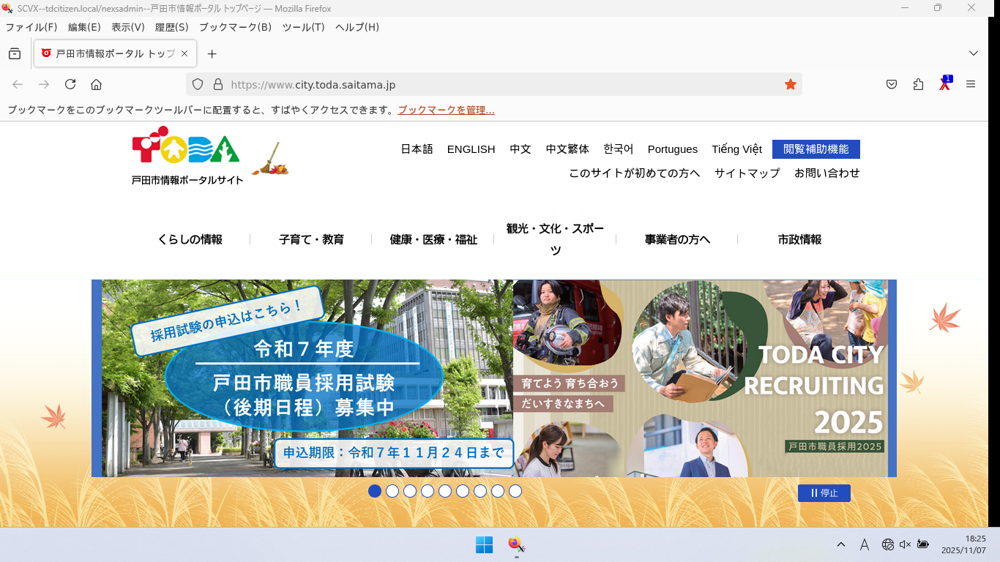 SCVX--tdcitizen.local/nexsadmin--戸田市情報ポータル トップページ — Mozilla Firefox
ファイル(F) 編集(E) 表示(V) 履歴(S) ブックマーク(B) ツール(T) ヘルプ(H)
戸田市情報ポータル トップ
https://www.city.toda.saitama.jp
1
ブックマークをこのブックマークツールバーに配置すると、すばやくアクセスできます。ブックマークを管理...
TODA
戸田市情報ポータルサイト
日本語 ENGLISH 中文 中文繁体 한국어 Portugues Tiếng Việt 閲覧補助機能
このサイトが初めての方へ サイトマップ お問い合わせ
くらしの情報 子育て・教育 健康・医療・福祉 観光・文化・スポーツ 事業者の方へ 市政情報
採用試験の申込はこちら！
令和７年度
戸田市職員採用試験
（後期日程）募集中
申込期限：令和７年１１月２４日まで
育てよう 育ち合おう
だいすきなまちへ
TODA CITY
RECRUITING
2025
戸田市職員採用2025
停止
A
18:25
2025/11/07